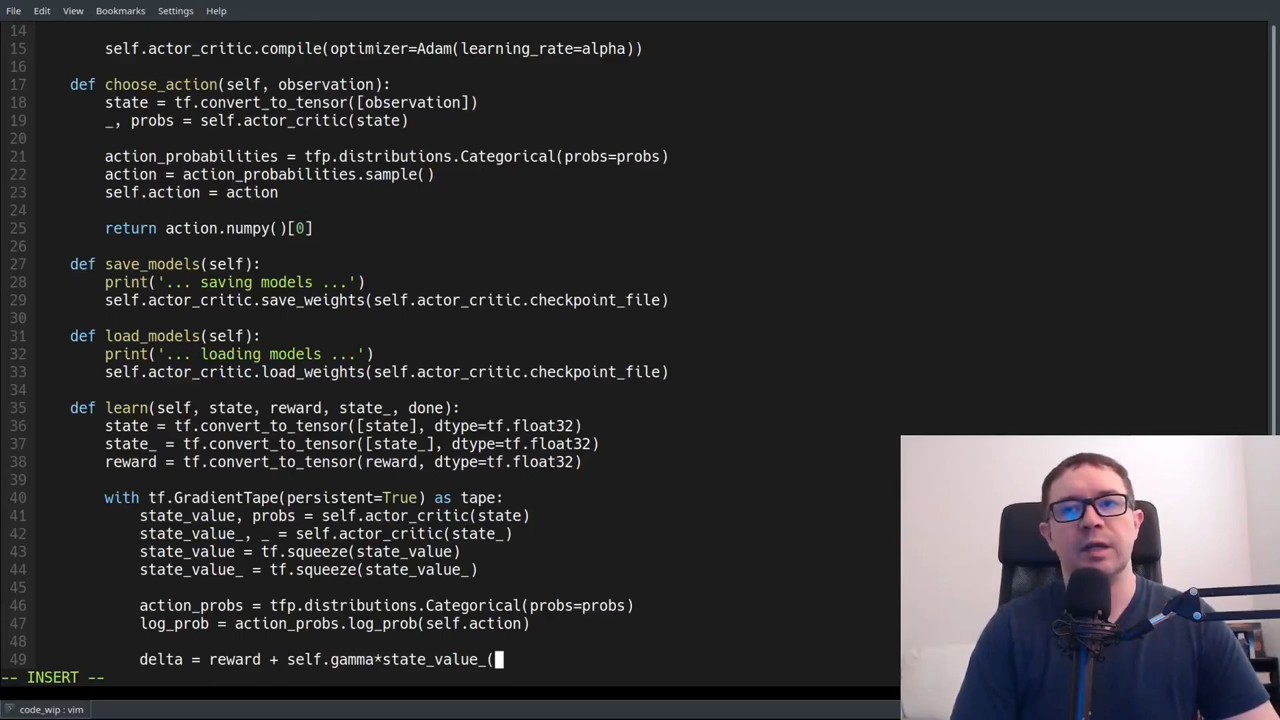 File Edit View Bookmarks Settings Help
14
15 self.actor_critic.compile(optimizer=Adam(learning_rate=alpha))
16
17 def choose_action(self, observation):
18 state = tf.convert_to_tensor([observation])
19 _, probs = self.actor_critic(state)
20
21 action_probabilities = tfp.distributions.Categorical(probs=probs)
22 action = action_probabilities.sample()
23 self.action = action
24
25 return action.numpy()[0]
26
27 def save_models(self):
28 print('... saving models ...')
29 self.actor_critic.save_weights(self.actor_critic.checkpoint_file)
30
31 def load_models(self):
32 print('... loading models ...')
33 self.actor_critic.load_weights(self.actor_critic.checkpoint_file)
34
35 def learn(self, state, reward, state_, done):
36 state = tf.convert_to_tensor([state], dtype=tf.float32)
37 state_ = tf.convert_to_tensor([state_], dtype=tf.float32)
38 reward = tf.convert_to_tensor(reward, dtype=tf.float32)
39
40 with tf.GradientTape(persistent=True) as tape:
41 state_value, probs = self.actor_critic(state)
42 state_value_, _ = self.actor_critic(state_)
43 state_value = tf.squeeze(state_value)
44 state_value_ = tf.squeeze(state_value_)
45
46 action_probs = tfp.distributions.Categorical(probs=probs)
47 log_prob = action_probs.log_prob(self.action)
48
49 delta = reward + self.gamma*state_value_(
-- INSERT --
code_wip : vim